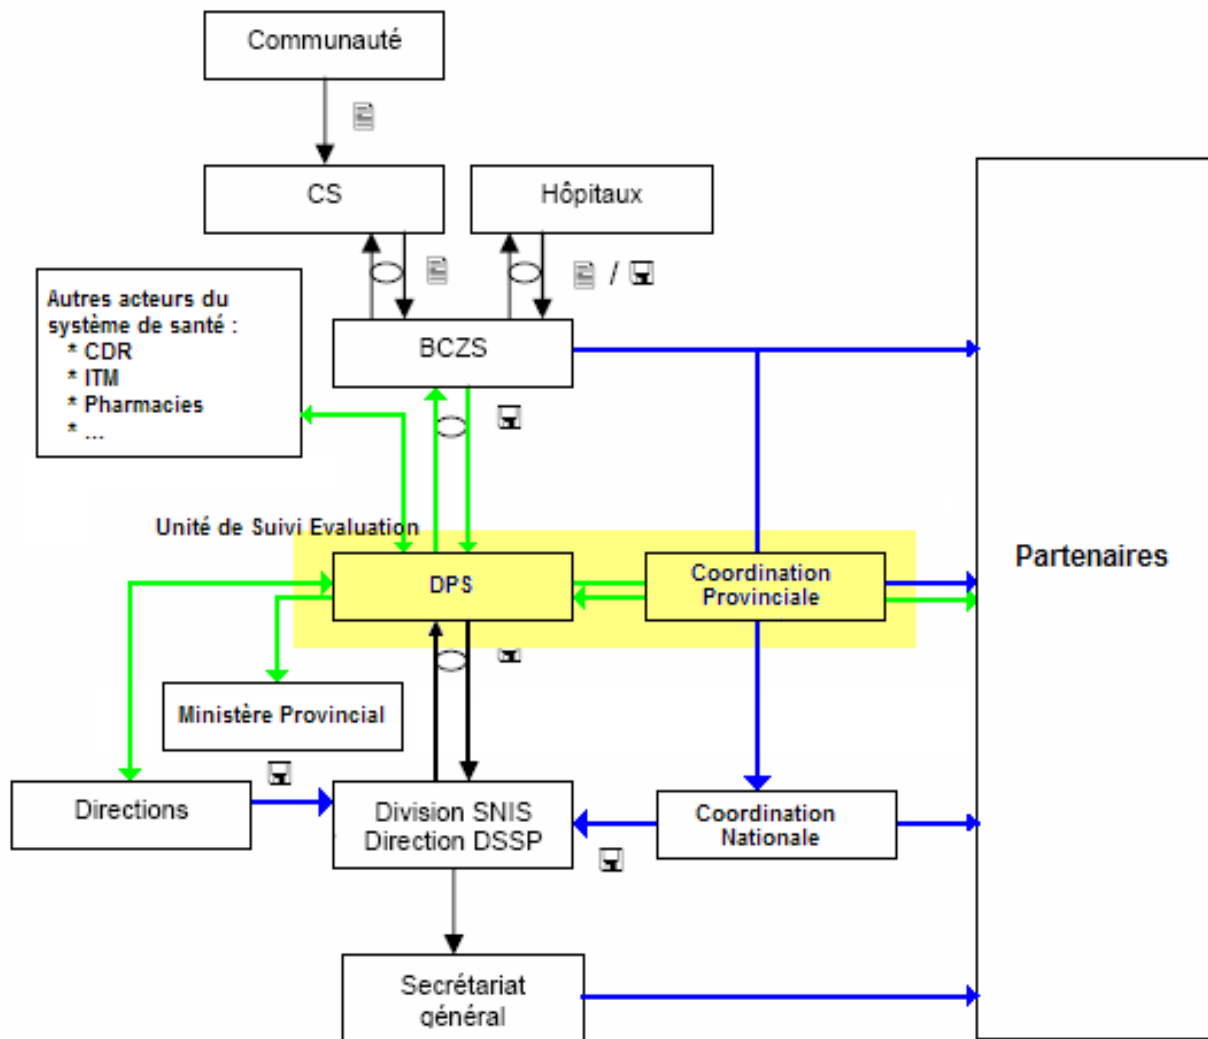 Communauté
CS
Hôpitaux
/
Autres acteurs du
système de santé :
* CDR
* ITM
* Pharmacies
* ...
BCZS
Unité de Suivi Evaluation
DPS
Coordination
Provinciale
Partenaires
Ministère Provincial
Directions
Division SNIS
Direction DSSP
Coordination
Nationale
Secrétariat
général